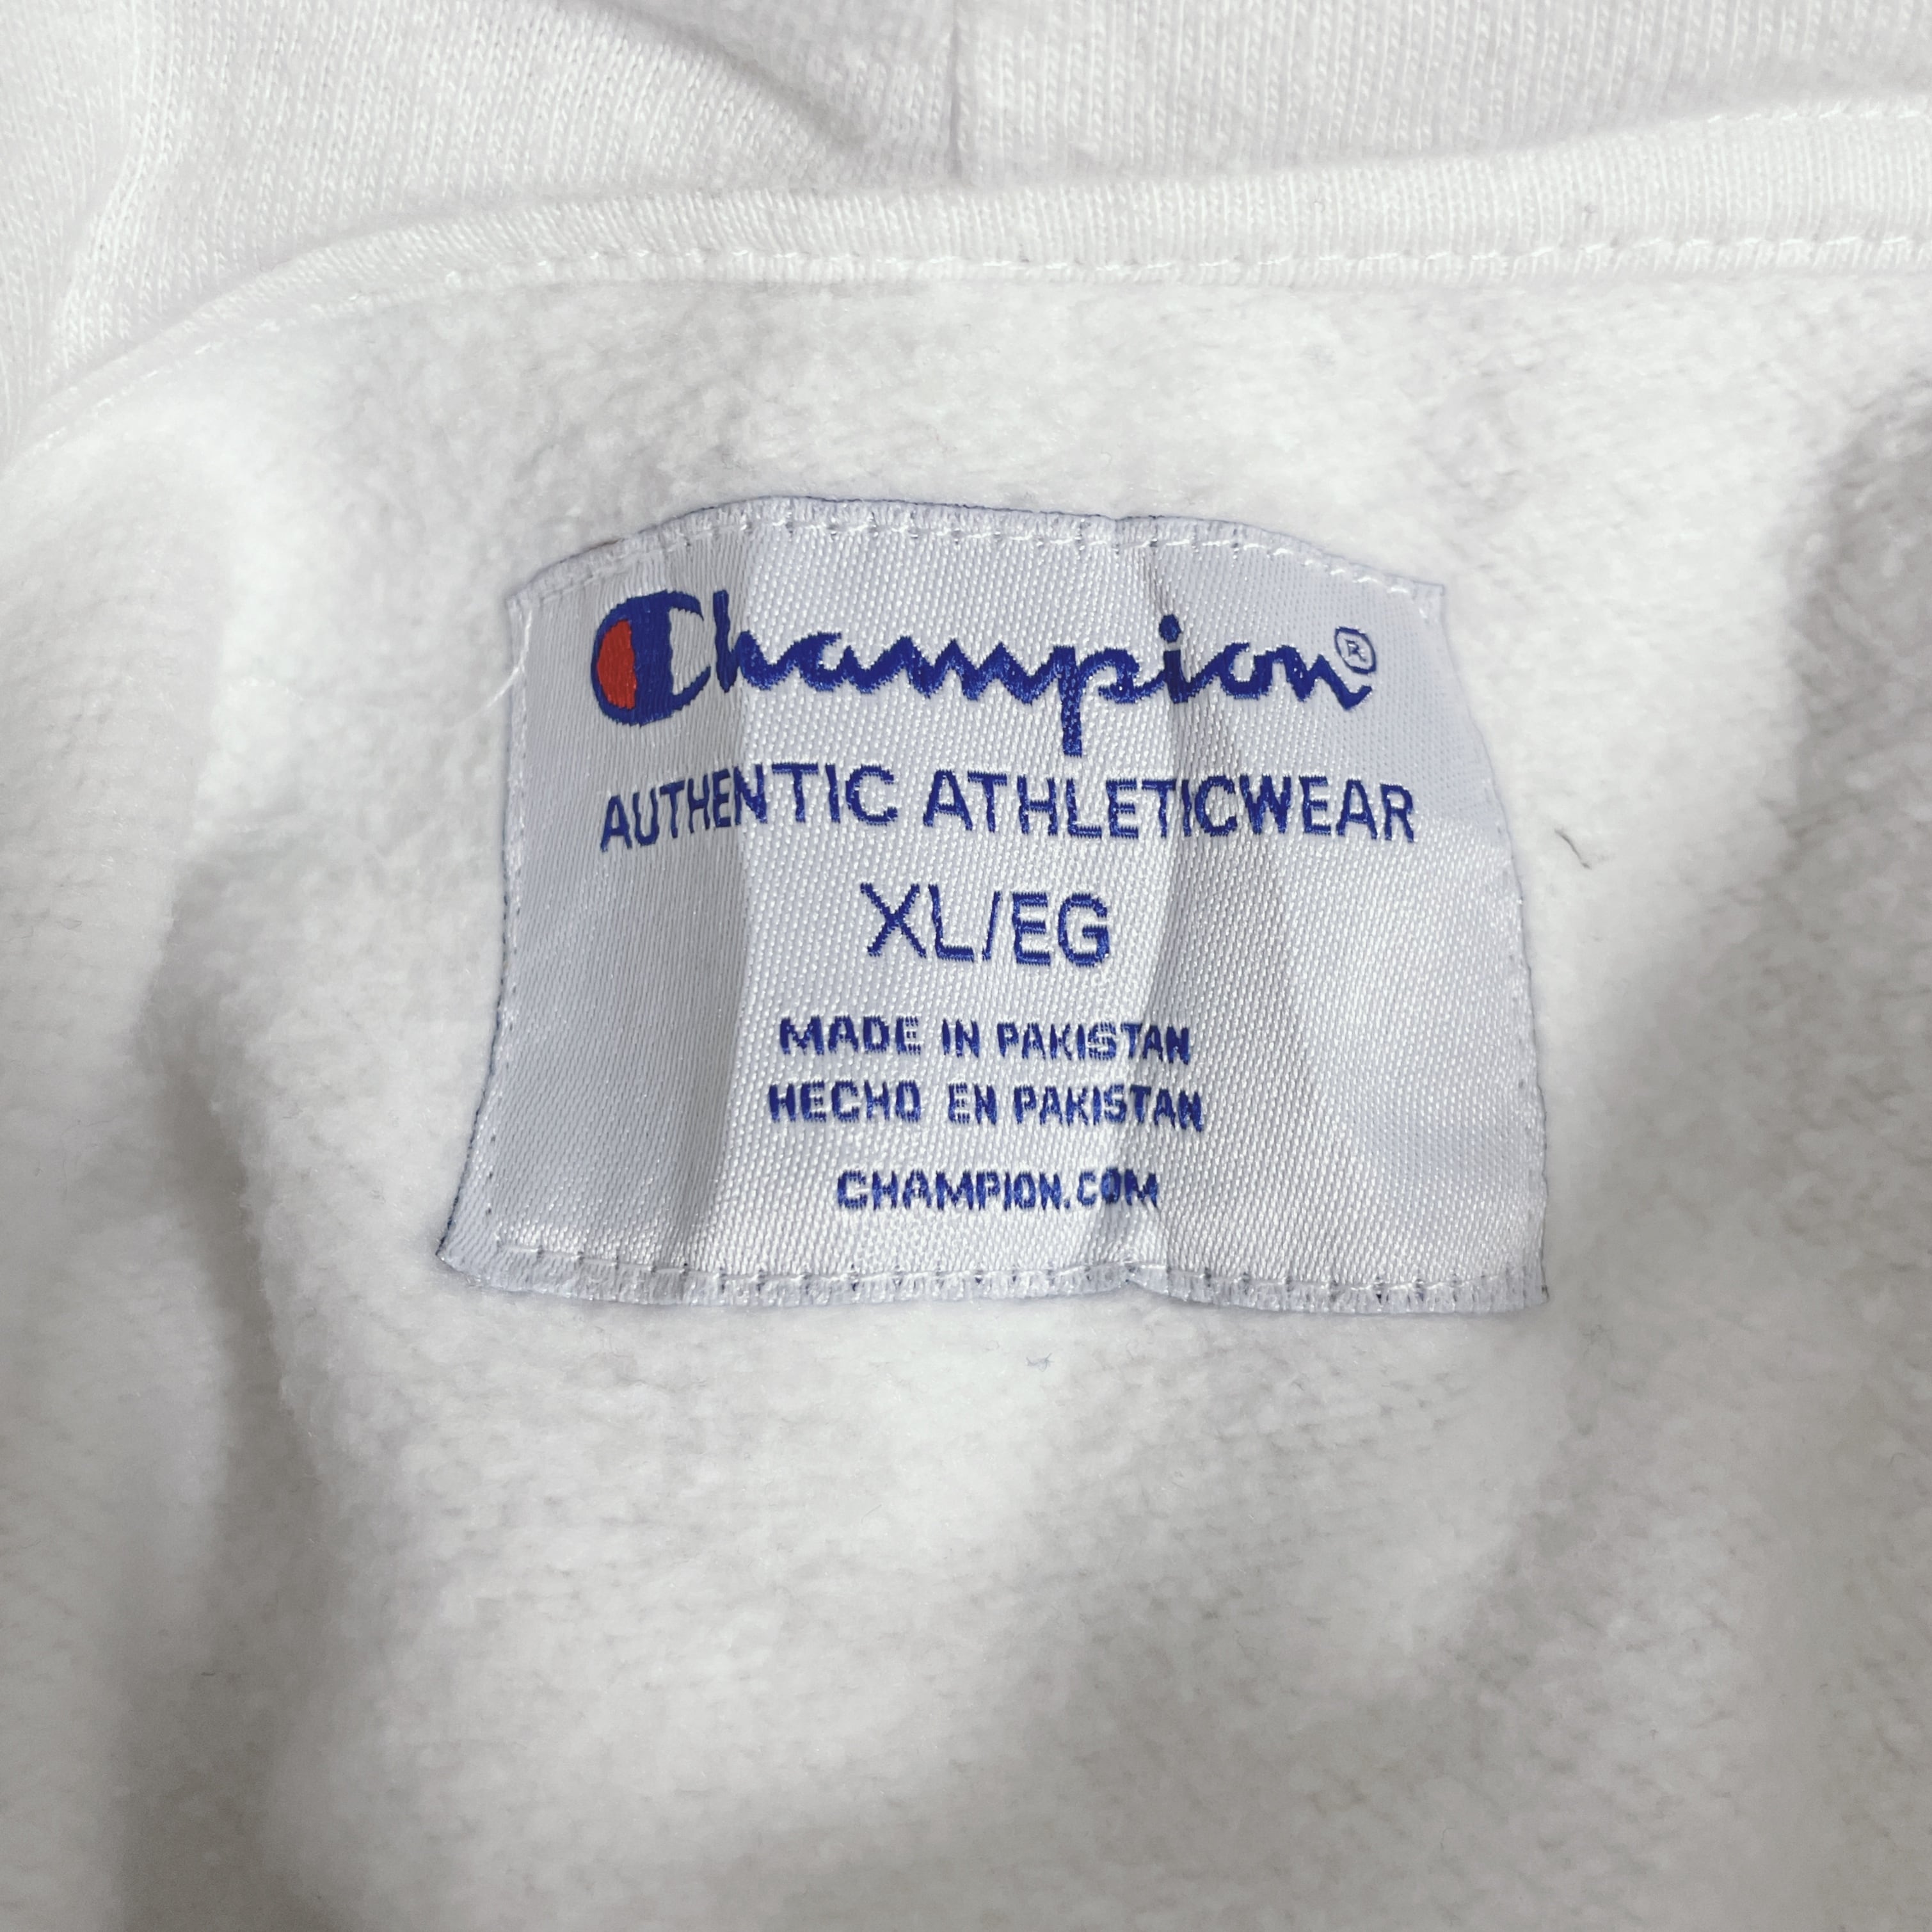 Champion®
AUTHENTIC ATHLETICWEAR
XL/EG
MADE IN PAKISTAN
HECHO EN PAKISTAN
CHAMPION.COM